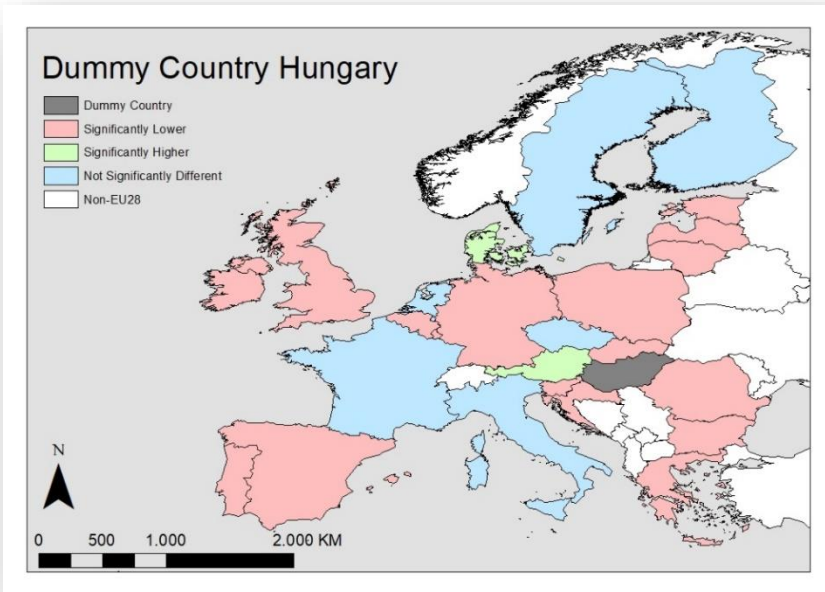 Dummy Country Hungary
Dummy Country
Significantly Lower
Significantly Higher
Not Significantly Different
Non-EU28
N
0 500 1.000 2.000 KM